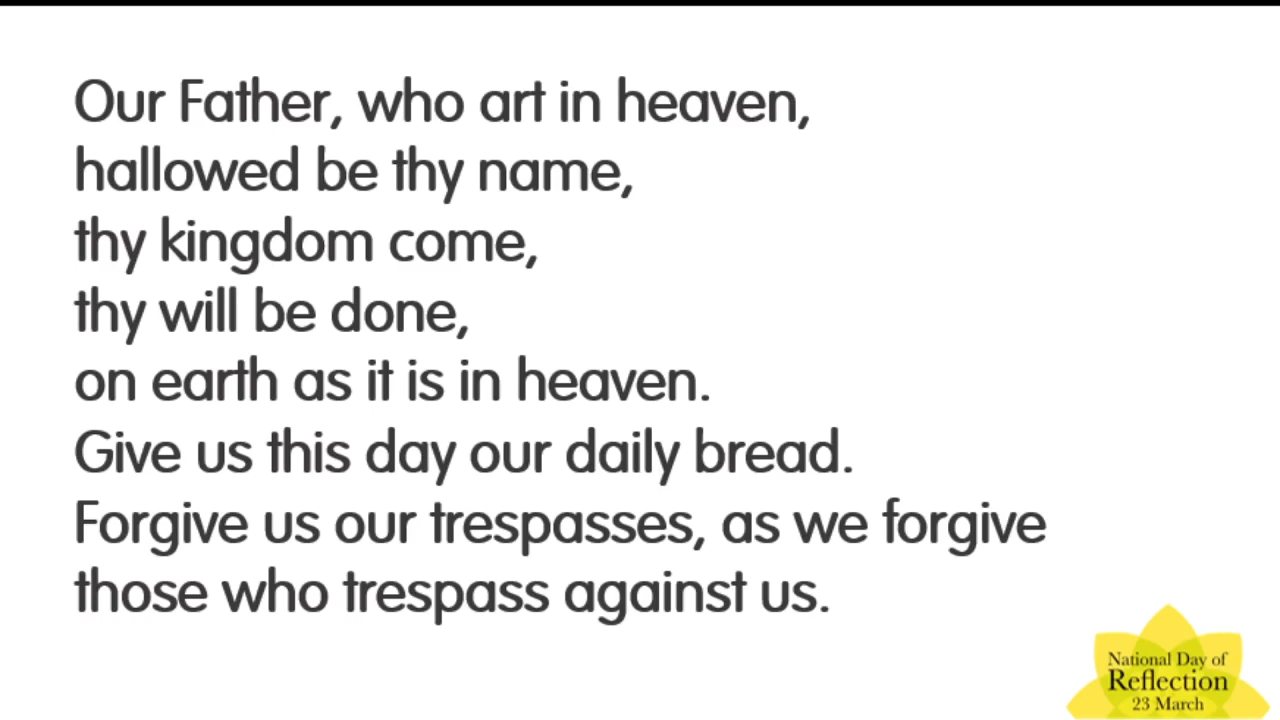 Our Father, who art in heaven,
hallowed be thy name,
thy kingdom come,
thy will be done,
on earth as it is in heaven.
Give us this day our daily bread.
Forgive us our trespasses, as we forgive
those who trespass against us.
National Day of
Reflection
23 March